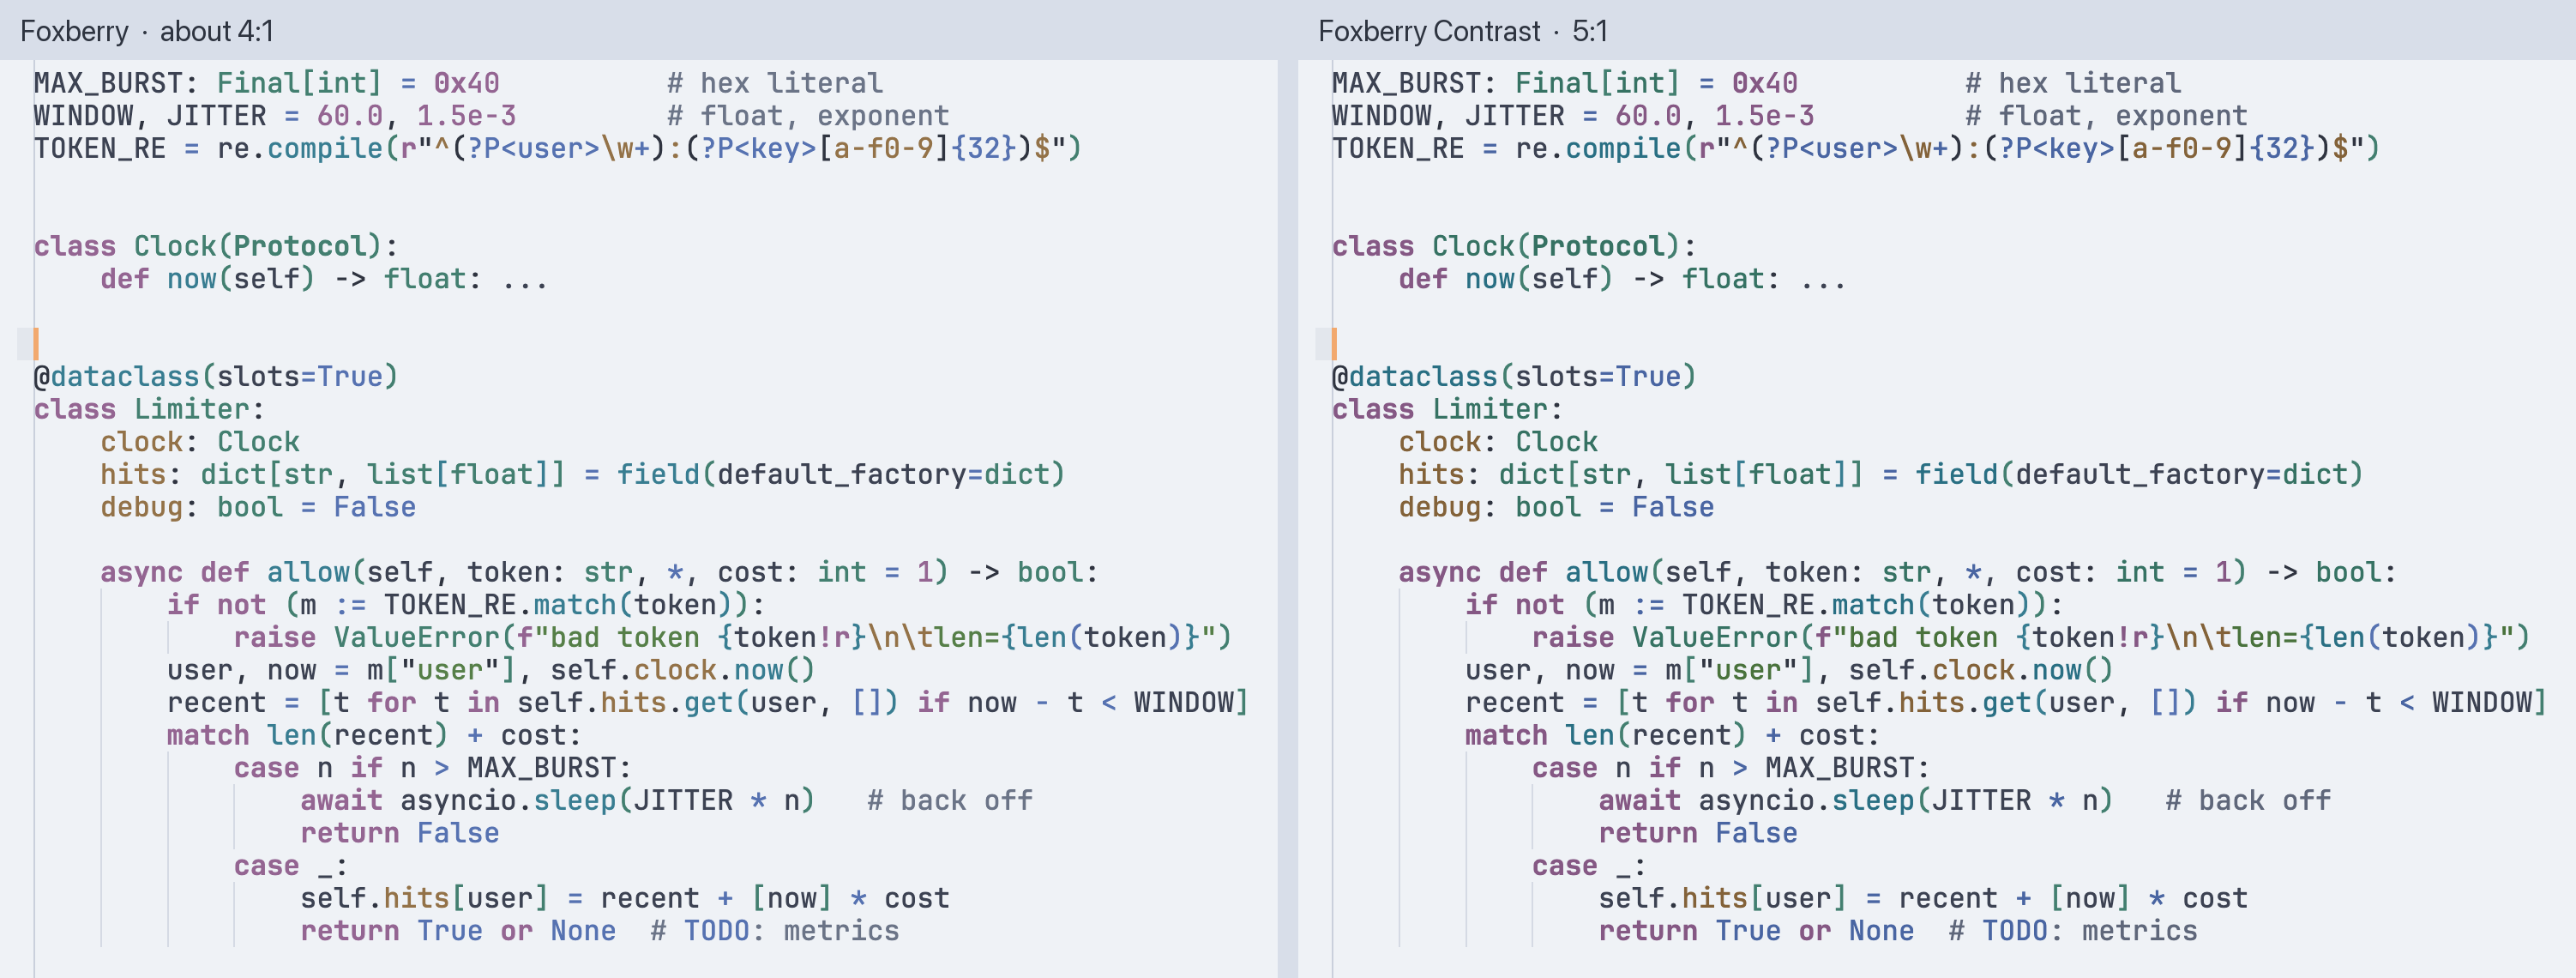 Foxberry · about 4:1
MAX_BURST: Final[int] = 0x40          # hex literal
WINDOW, JITTER = 60.0, 1.5e-3         # float, exponent
TOKEN_RE = re.compile(r"^(?P<user>\w+):(?P<key>[a-f0-9]{32})$")
class Clock(Protocol):
    def now(self) -> float: ...
@dataclass(slots=True)
class Limiter:
    clock: Clock
    hits: dict[str, list[float]] = field(default_factory=dict)
    debug: bool = False
    async def allow(self, token: str, *, cost: int = 1) -> bool:
        if not (m := TOKEN_RE.match(token)):
            raise ValueError(f"bad token {token!r}\n\tlen={len(token)}")
        user, now = m["user"], self.clock.now()
        recent = [t for t in self.hits.get(user, []) if now - t < WINDOW]
        match len(recent) + cost:
            case n if n > MAX_BURST:
                await asyncio.sleep(JITTER * n)   # back off
                return False
            case _:
                self.hits[user] = recent + [now] * cost
                return True or None  # TODO: metrics
Foxberry Contrast · 5:1
MAX_BURST: Final[int] = 0x40          # hex literal
WINDOW, JITTER = 60.0, 1.5e-3         # float, exponent
TOKEN_RE = re.compile(r"^(?P<user>\w+):(?P<key>[a-f0-9]{32})$")
class Clock(Protocol):
    def now(self) -> float: ...
@dataclass(slots=True)
class Limiter:
    clock: Clock
    hits: dict[str, list[float]] = field(default_factory=dict)
    debug: bool = False
    async def allow(self, token: str, *, cost: int = 1) -> bool:
        if not (m := TOKEN_RE.match(token)):
            raise ValueError(f"bad token {token!r}\n\tlen={len(token)}")
        user, now = m["user"], self.clock.now()
        recent = [t for t in self.hits.get(user, []) if now - t < WINDOW]
        match len(recent) + cost:
            case n if n > MAX_BURST:
                await asyncio.sleep(JITTER * n)   # back off
                return False
            case _:
                self.hits[user] = recent + [now] * cost
                return True or None  # TODO: metrics